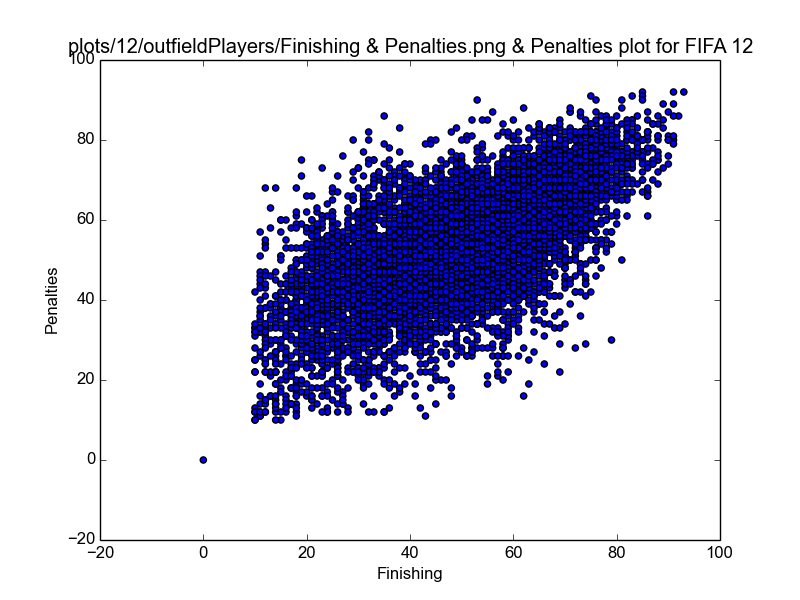 plots/12/outfieldPlayers/Finishing & Penalties.png & Penalties plot for FIFA 12
100
80
60
40
20
0
−20
Penalties
−20 0 20 40 60 80 100
Finishing